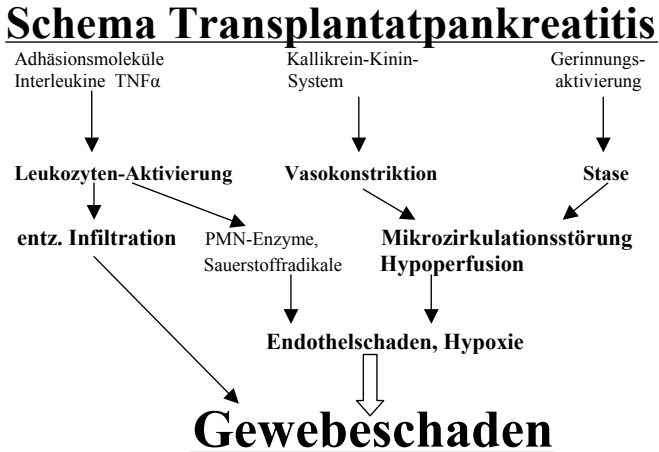 Schema Transplantatpankreatitis
Adhäsionsmoleküle
Interleukine TNFα
Kallikrein-Kinin-
System
Gerinnungs-
aktivierung
Leukozyten-Aktivierung
Vasokonstriktion
Stase
entz. Infiltration
PMN-Enzyme,
Sauerstoffradikale
Mikrozirkulationsstörung
Hypoperfusion
Endothelschaden, Hypoxie
Gewebeschaden